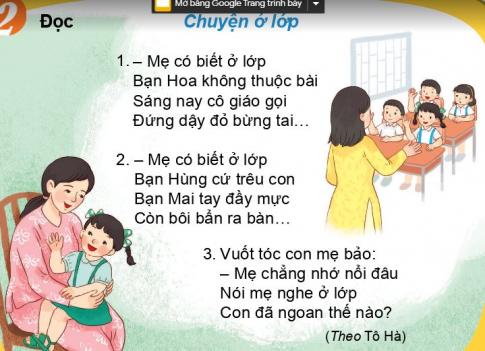 Mở bằng Google Trang trình bày
2
Đọc
Chuyện ở lớp
1. – Mẹ có biết ở lớp
Bạn Hoa không thuộc bài
Sáng nay cô giáo gọi
Đứng dậy đỏ bừng tai...
2. – Mẹ có biết ở lớp
Bạn Hùng cứ trêu con
Bạn Mai tay đầy mực
Còn bôi bẩn ra bàn...
3. Vuốt tóc con mẹ bảo:
– Mẹ chẳng nhớ nổi đâu
Nói mẹ nghe ở lớp
Con đã ngoan thế nào?
(Theo Tô Hà)